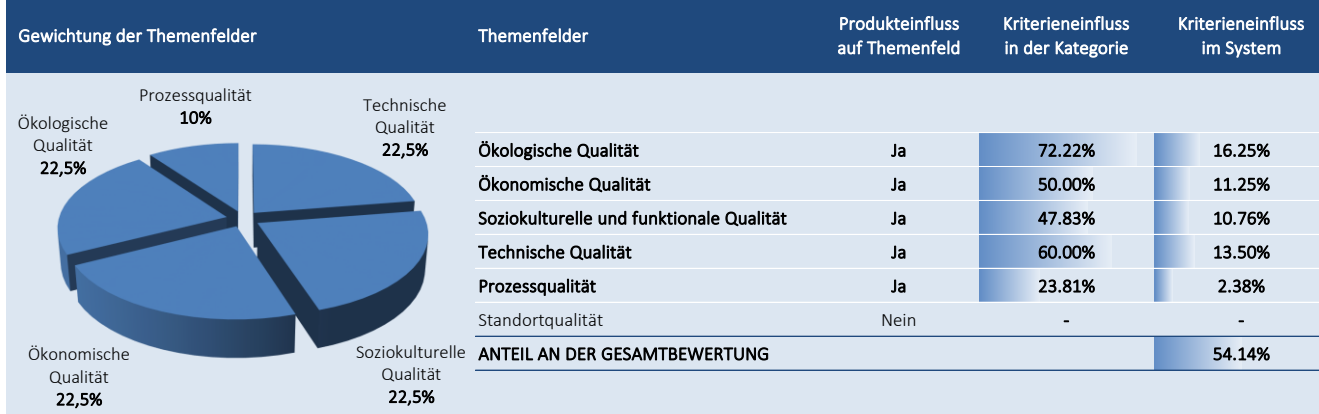 Gewichtung der Themenfelder
Themenfelder
Produkteinfluss
auf Themenfeld
Kriterieneinfluss
in der Kategorie
Kriterieneinfluss
im System
Prozessqualität
10%
Technische
Qualität
22,5%
Ökologische
Qualität
22,5%
Ökonomische
Qualität
22,5%
Soziokulturelle
Qualität
22,5%
Ökologische Qualität Ja 72.22% 16.25%
Ökonomische Qualität Ja 50.00% 11.25%
Soziokulturelle und funktionale Qualität Ja 47.83% 10.76%
Technische Qualität Ja 60.00% 13.50%
Prozessqualität Ja 23.81% 2.38%
Standortqualität Nein - -
ANTEIL AN DER GESAMTBEWERTUNG 54.14%